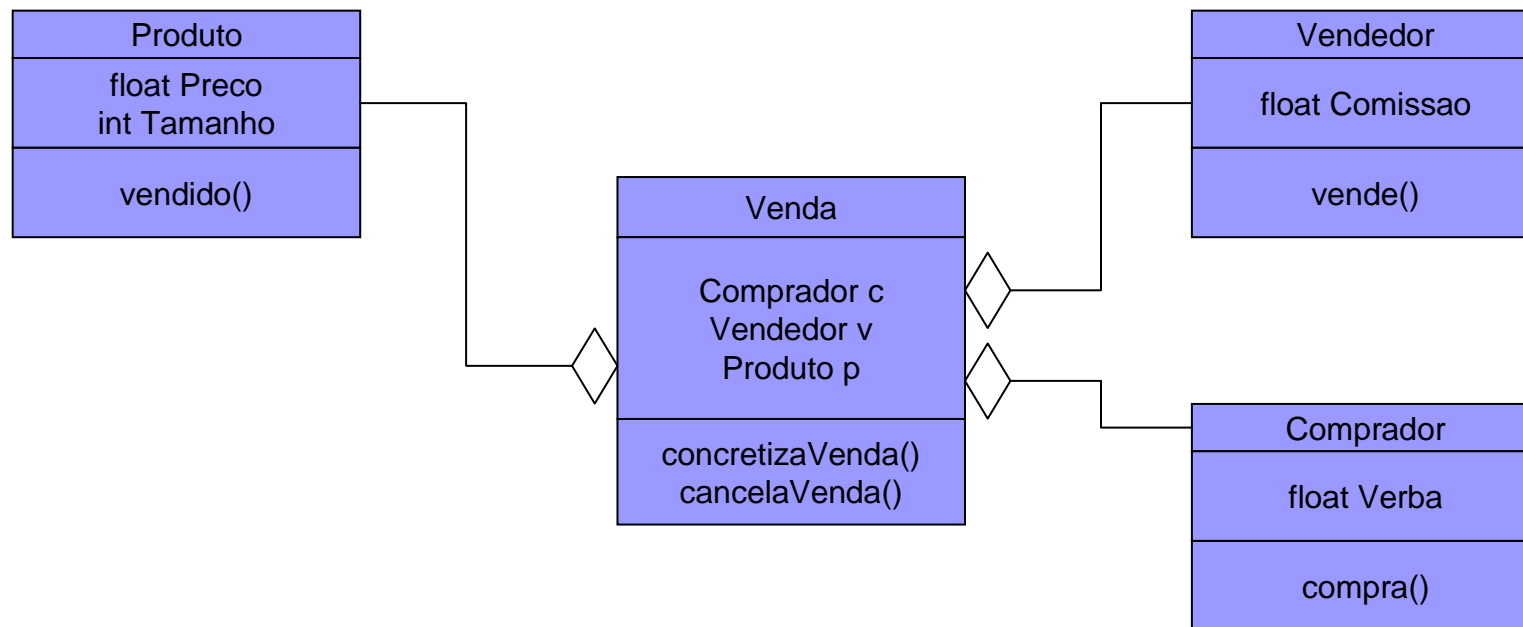 Produto
float Preco
int Tamanho
vendido()
Venda
Comprador c
Vendedor v
Produto p
concretizaVenda()
cancelaVenda()
Vendedor
float Comissao
vende()
Comprador
float Verba
compra()